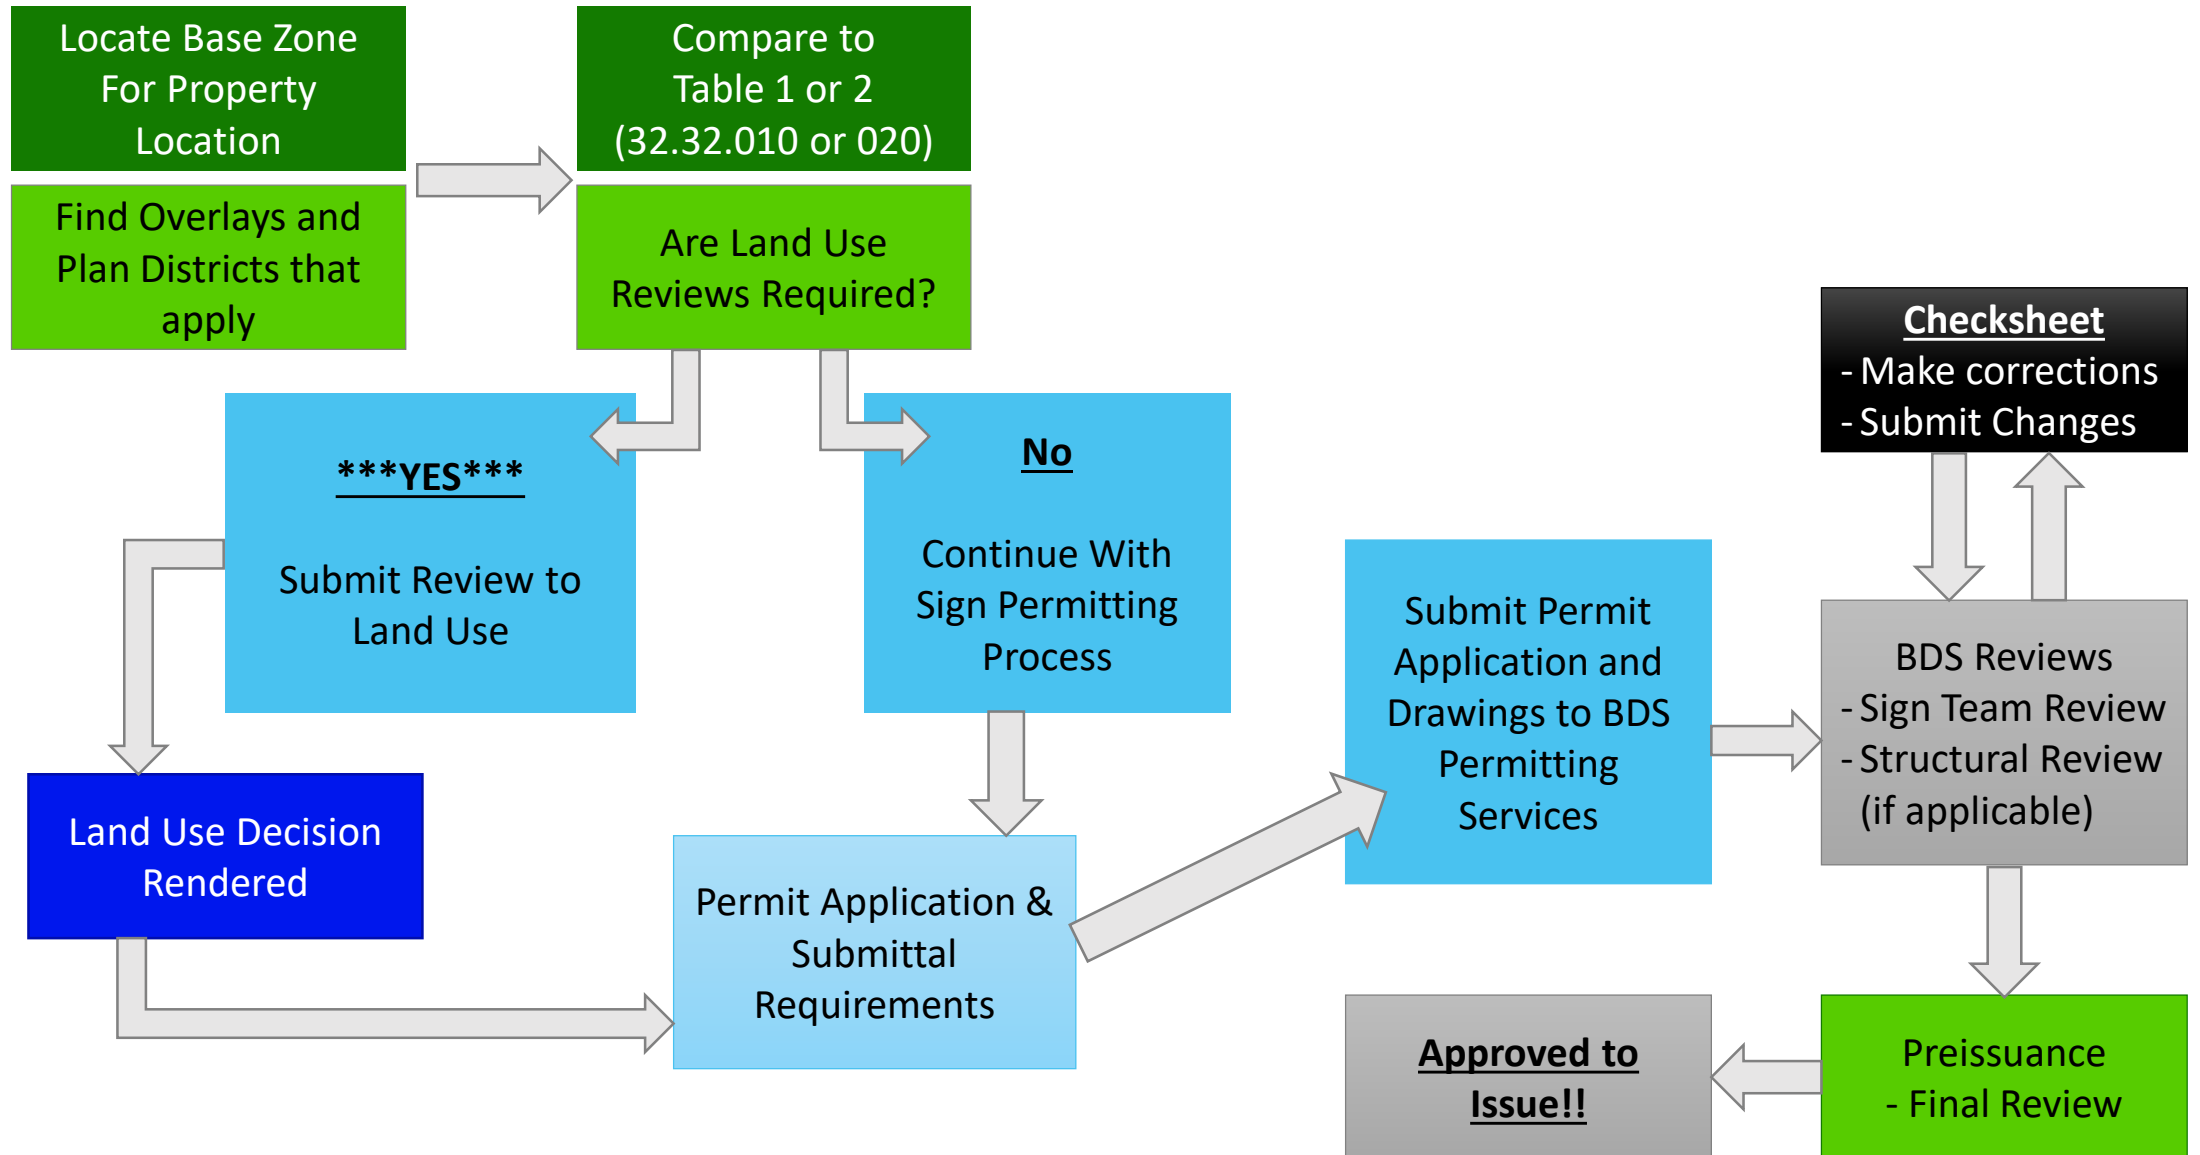 Locate Base Zone
For Property
Location
Find Overlays and
Plan Districts that
apply
Compare to
Table 1 or 2
(32.32.010 or 020)
Are Land Use
Reviews Required?
***YES***
Submit Review to
Land Use
No
Continue With
Sign Permitting
Process
Land Use Decision
Rendered
Permit Application &
Submittal
Requirements
Submit Permit
Application and
Drawings to BDS
Permitting
Services
Checksheet
- Make corrections
- Submit Changes
BDS Reviews
- Sign Team Review
- Structural Review
(if applicable)
Preissuance
- Final Review
Approved to
Issue!!